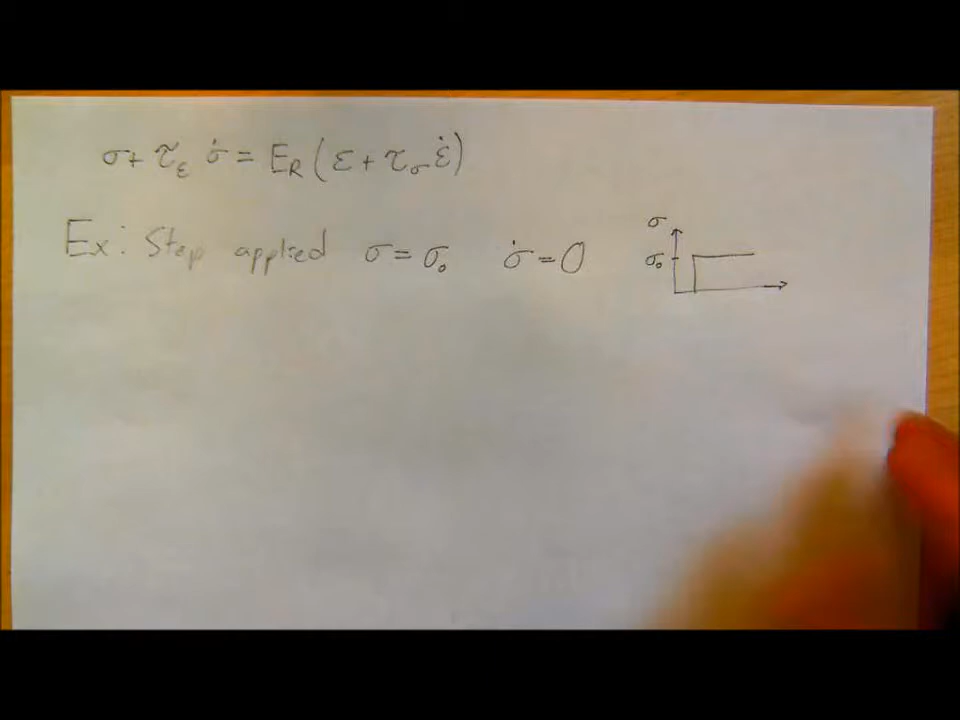 σ + τ_ε σ̇ = E_R (ε + τ_σ ε̇)
Ex: Step applied σ = σ₀ σ̇ = 0
σ
σ₀